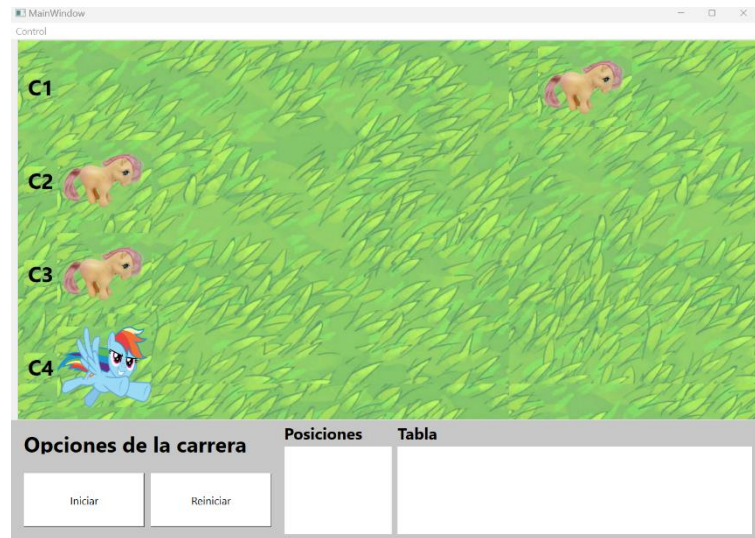 MainWindow
Control
C1
C2
C3
C4
Opciones de la carrera
Posiciones
Tabla
Iniciar
Reiniciar